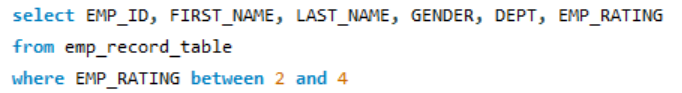 select EMP_ID, FIRST_NAME, LAST_NAME, GENDER, DEPT, EMP_RATING
from emp_record_table
where EMP_RATING between 2 and 4